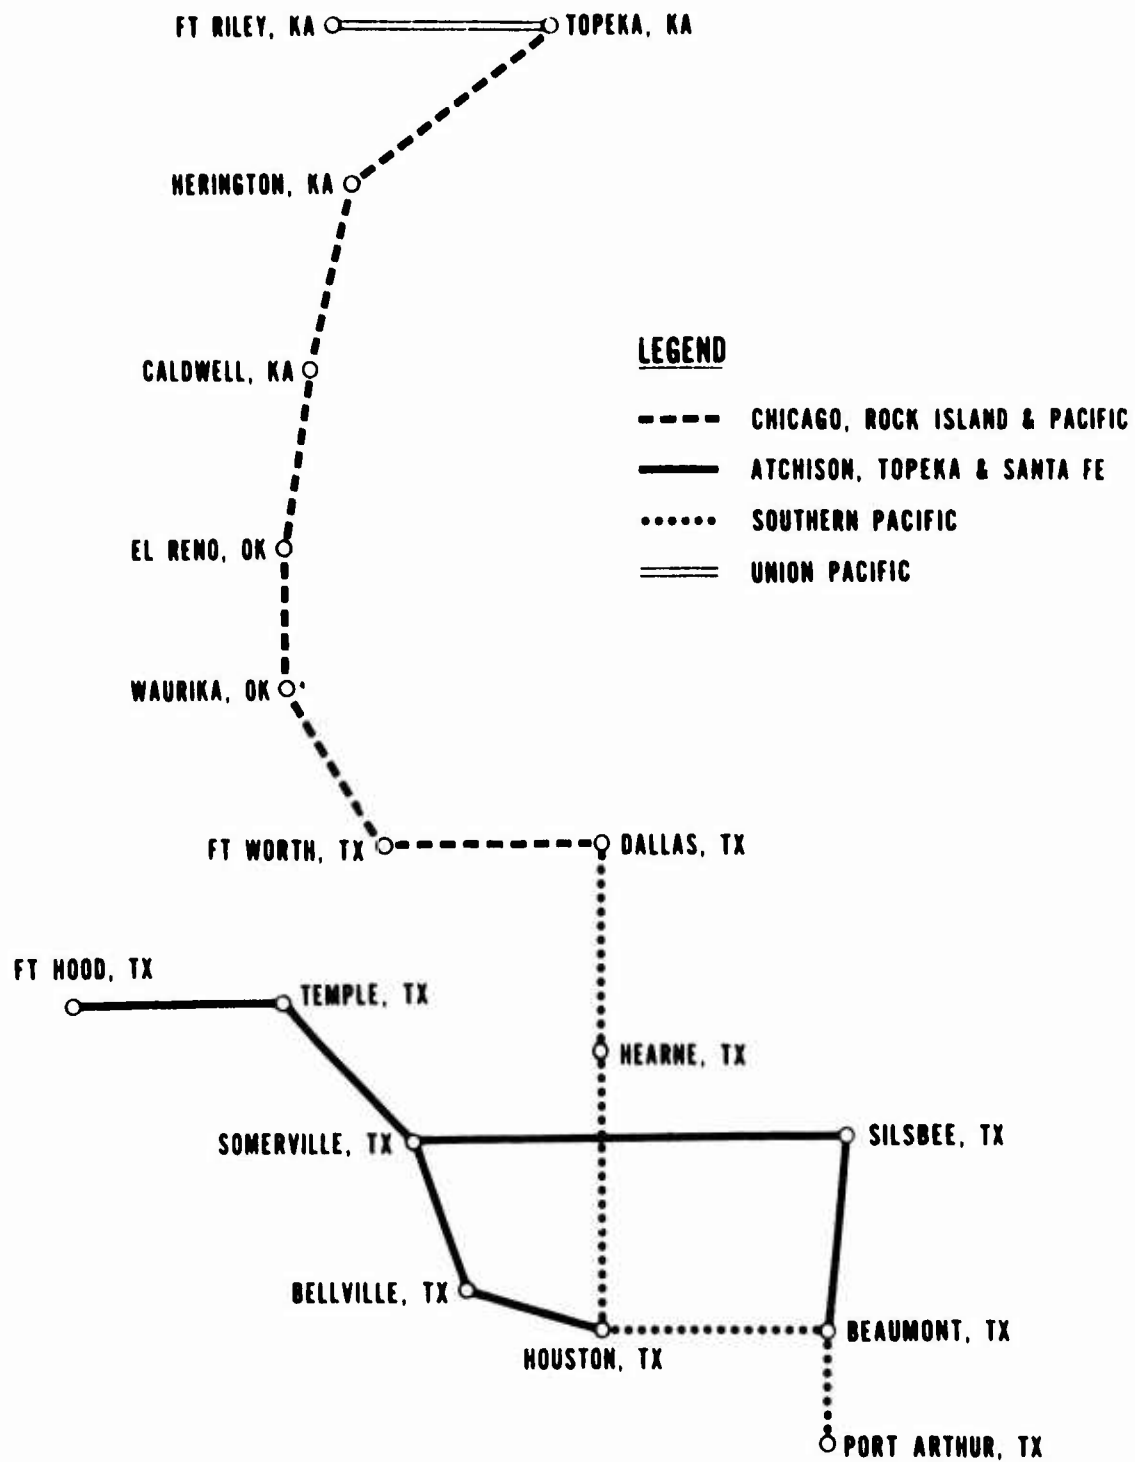 FT RILEY, KA
TOPEKA, KA
HERINGTON, KA
CALDWELL, KA
LEGEND
CHICAGO, ROCK ISLAND & PACIFIC
ATCHISON, TOPEKA & SANTA FE
SOUTHERN PACIFIC
UNION PACIFIC
EL RENO, OK
WAURIKA, OK
FT WORTH, TX
DALLAS, TX
FT HOOD, TX
TEMPLE, TX
HEARNE, TX
SOMERVILLE, TX
SILSBEE, TX
BELLVILLE, TX
HOUSTON, TX
BEAUMONT, TX
PORT ARTHUR, TX